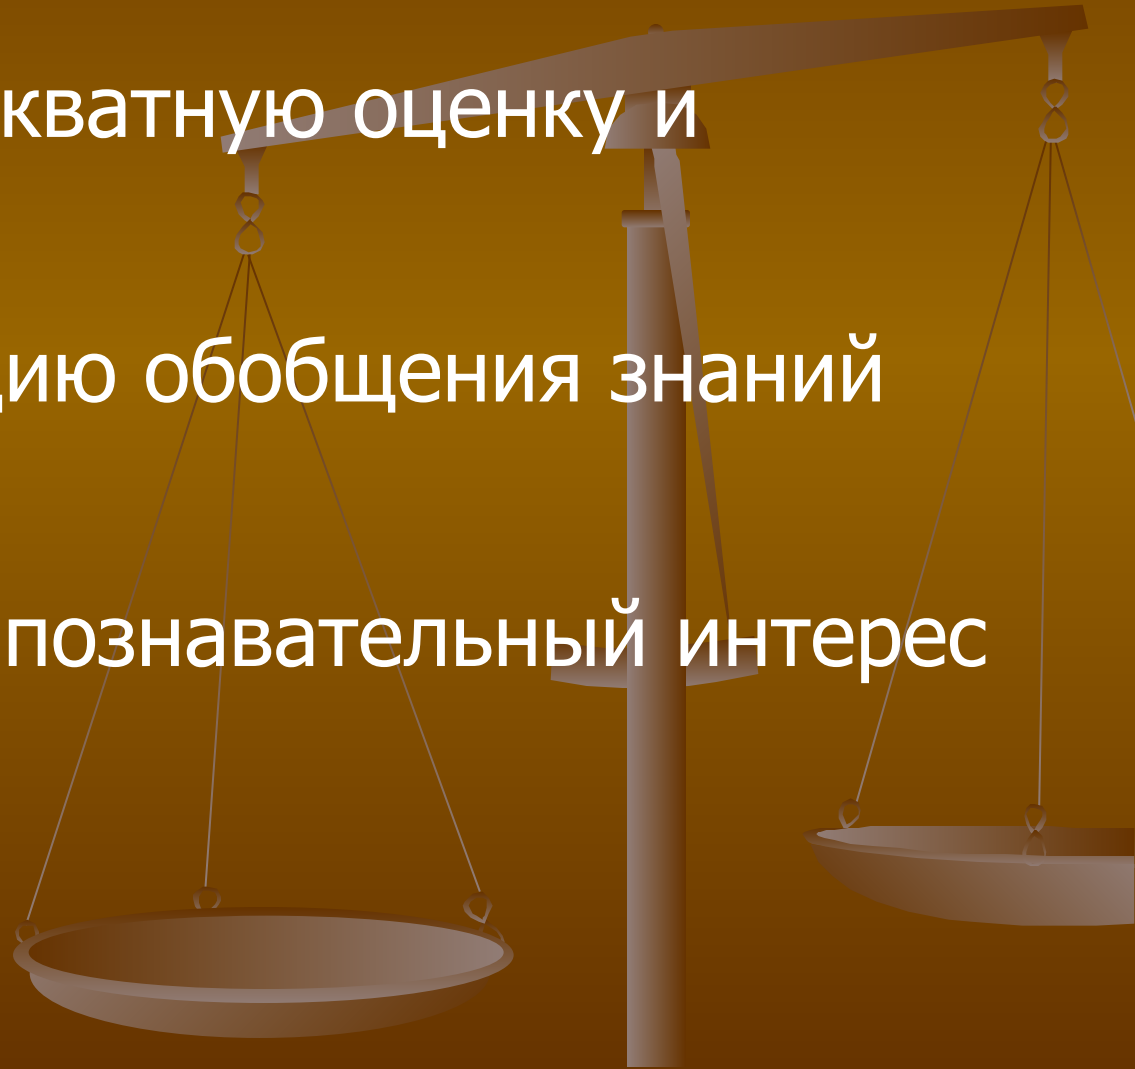 кватную оценку и
цию обобщения знаний
познавательный интерес